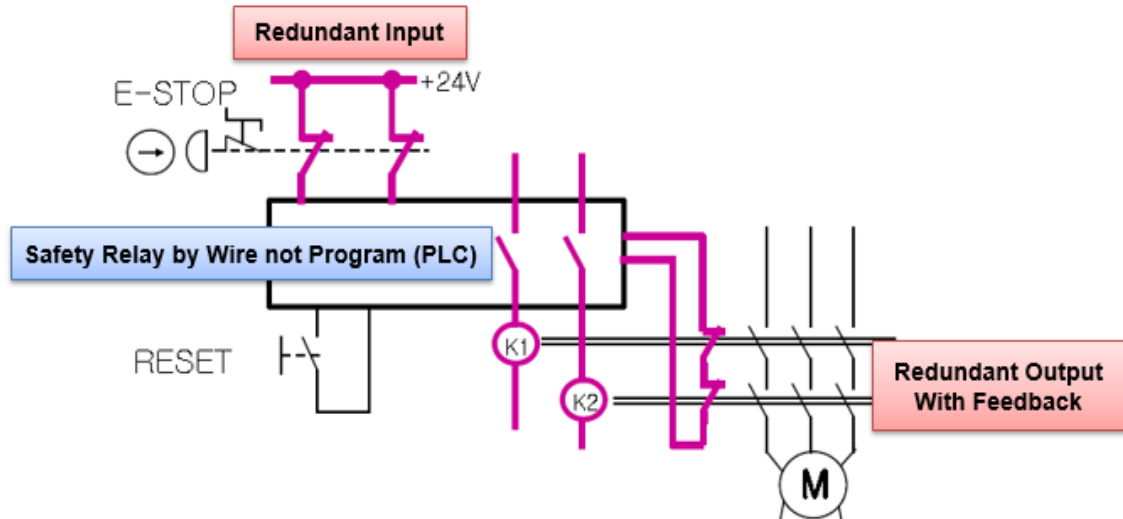 Redundant Input
+24V
E-STOP
Safety Relay by Wire not Program (PLC)
RESET
K1
K2
Redundant Output
With Feedback
M